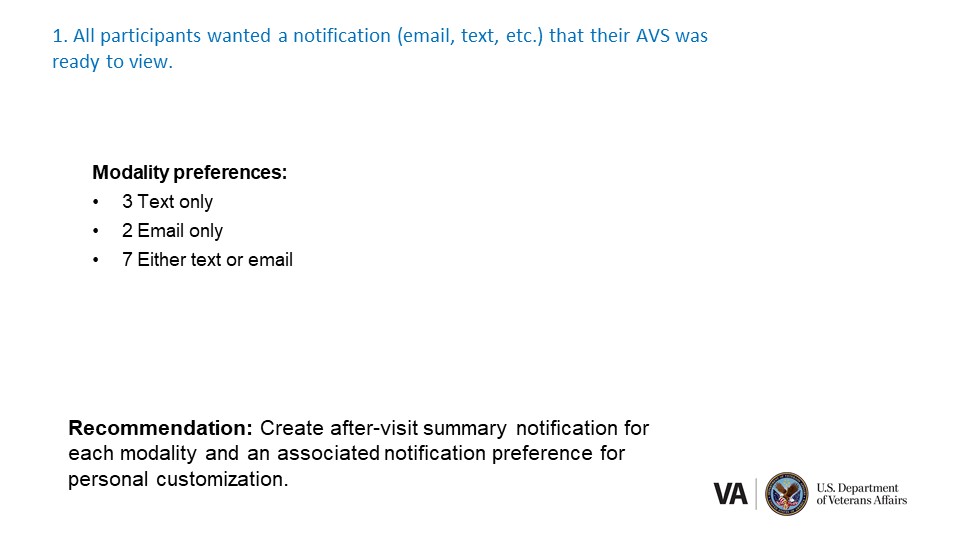 1. All participants wanted a notification (email, text, etc.) that their AVS was
ready to view.
Modality preferences:
• 3 Text only
• 2 Email only
• 7 Either text or email
Recommendation: Create after-visit summary notification for
each modality and an associated notification preference for
personal customization.
VA
U.S. Department
of Veterans Affairs